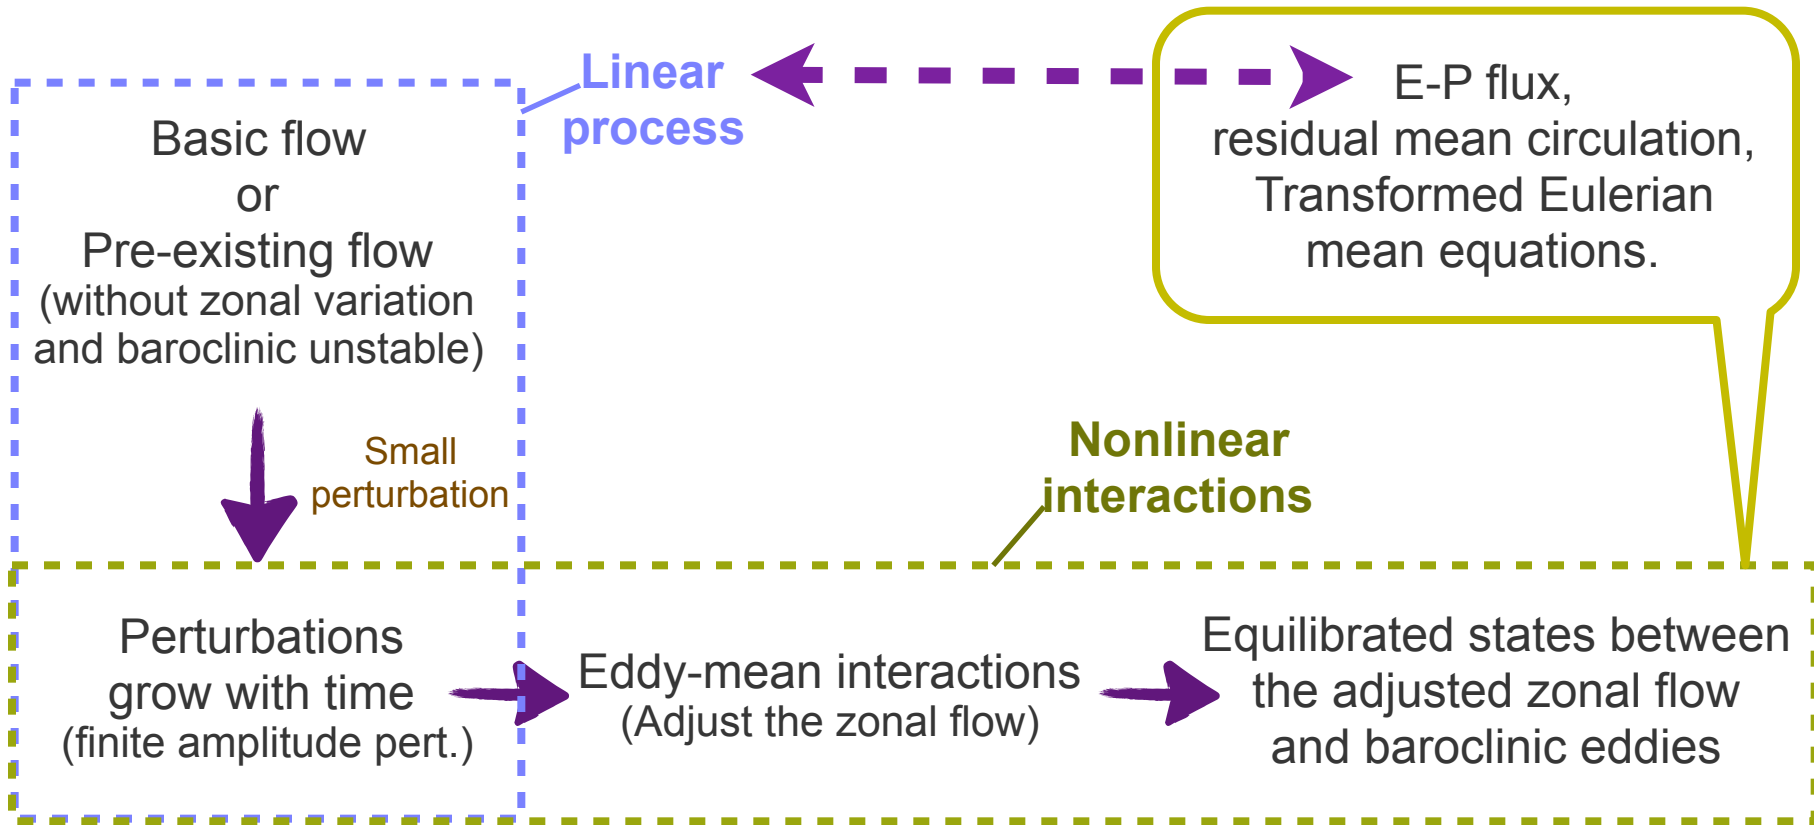 Linear
process
Basic flow
or
Pre-existing flow
(without zonal variation
and baroclinic unstable)
E-P flux,
residual mean circulation,
Transformed Eulerian
mean equations.
Small
perturbation
Nonlinear
interactions
Perturbations
grow with time
(finite amplitude pert.)
Eddy-mean interactions
(Adjust the zonal flow)
Equilibrated states between
the adjusted zonal flow
and baroclinic eddies